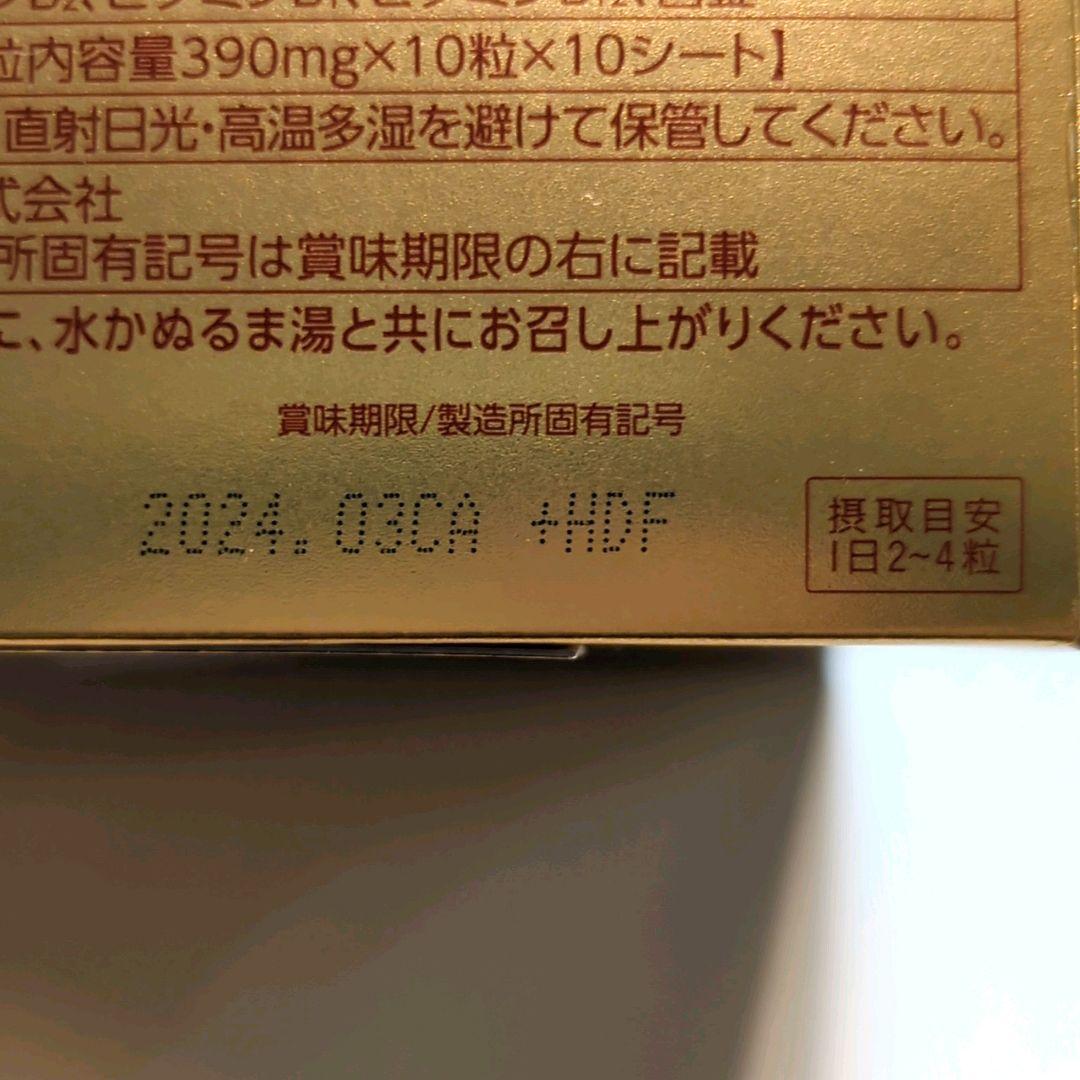 粒内容量390mg×10粒×10シート】
直射日光・高温多湿を避けて保管してください。
式会社
所固有記号は賞味期限の右に記載
に、水かぬるま湯と共にお召し上がりください。
賞味期限/製造所固有記号
2024.03CA +HDF
摂取目安
1日2~4粒